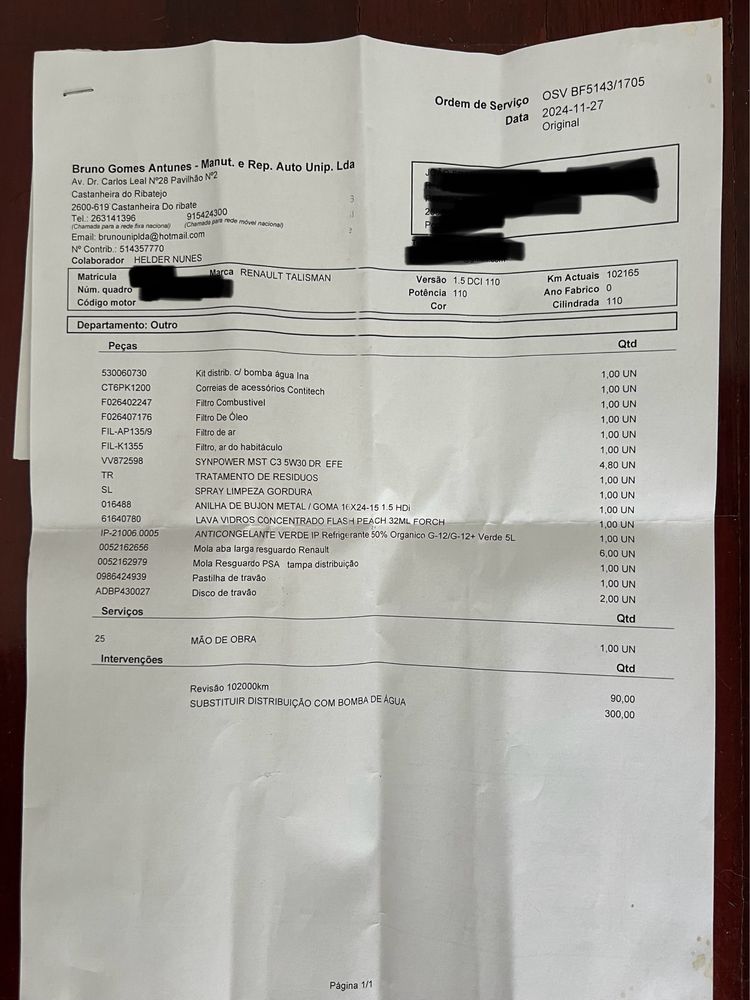 Ordem de Serviço OSV BF5143/1705
Data 2024-11-27
Original
Bruno Gomes Antunes - Manut. e Rep. Auto Unip. Lda
Av. Dr. Carlos Leal Nº28 Pavilhão Nº2
Castanheira do Ribatejo
2600-619 Castanheira Do ribate
Tel.: 263141396 915424300
(Chamada para a rede fixa nacional) (Chamada para rede móvel nacional)
Email: brunouniplda@hotmail.com
Nº Contrib.: 514357770
Colaborador HELDER NUNES
Matricula Marca RENAULT TALISMAN Versão 1.5 DCI 110 Km Actuais 102165
Núm. quadro Potência 110 Ano Fabrico 0
Código motor Cor Cilindrada 110
Departamento: Outro
Peças Qtd
530060730 Kit distrib. c/ bomba água Ina 1,00 UN
CT6PK1200 Correias de acessórios Contitech 1,00 UN
F026402247 Filtro Combustivel 1,00 UN
F026407176 Filtro De Óleo 1,00 UN
FIL-AP135/9 Filtro de ar 1,00 UN
FIL-K1355 Filtro, ar do habitáculo 1,00 UN
VV872598 SYNPOWER MST C3 5W30 DR EFE 4,80 UN
TR TRATAMENTO DE RESIDUOS 1,00 UN
SL SPRAY LIMPEZA GORDURA 1,00 UN
016488 ANILHA DE BUJON METAL / GOMA 16X24-15 1.5 HDi 1,00 UN
61640780 LAVA VIDROS CONCENTRADO FLASH PEACH 32ML FORCH 1,00 UN
IP-21006.0005 ANTICONGELANTE VERDE IP Refrigerante 50% Organico G-12/G-12+ Verde 5L 1,00 UN
0052162656 Mola aba larga resguardo Renault 6,00 UN
0052162979 Mola Resguardo PSA tampa distribuição 1,00 UN
0986424939 Pastilha de travão 1,00 UN
ADBP430027 Disco de travão 2,00 UN
Serviços Qtd
25 MÃO DE OBRA 1,00 UN
Intervenções Qtd
Revisão 102000km 90,00
SUBSTITUIR DISTRIBUIÇÃO COM BOMBA DE ÁGUA 300,00
Página 1/1